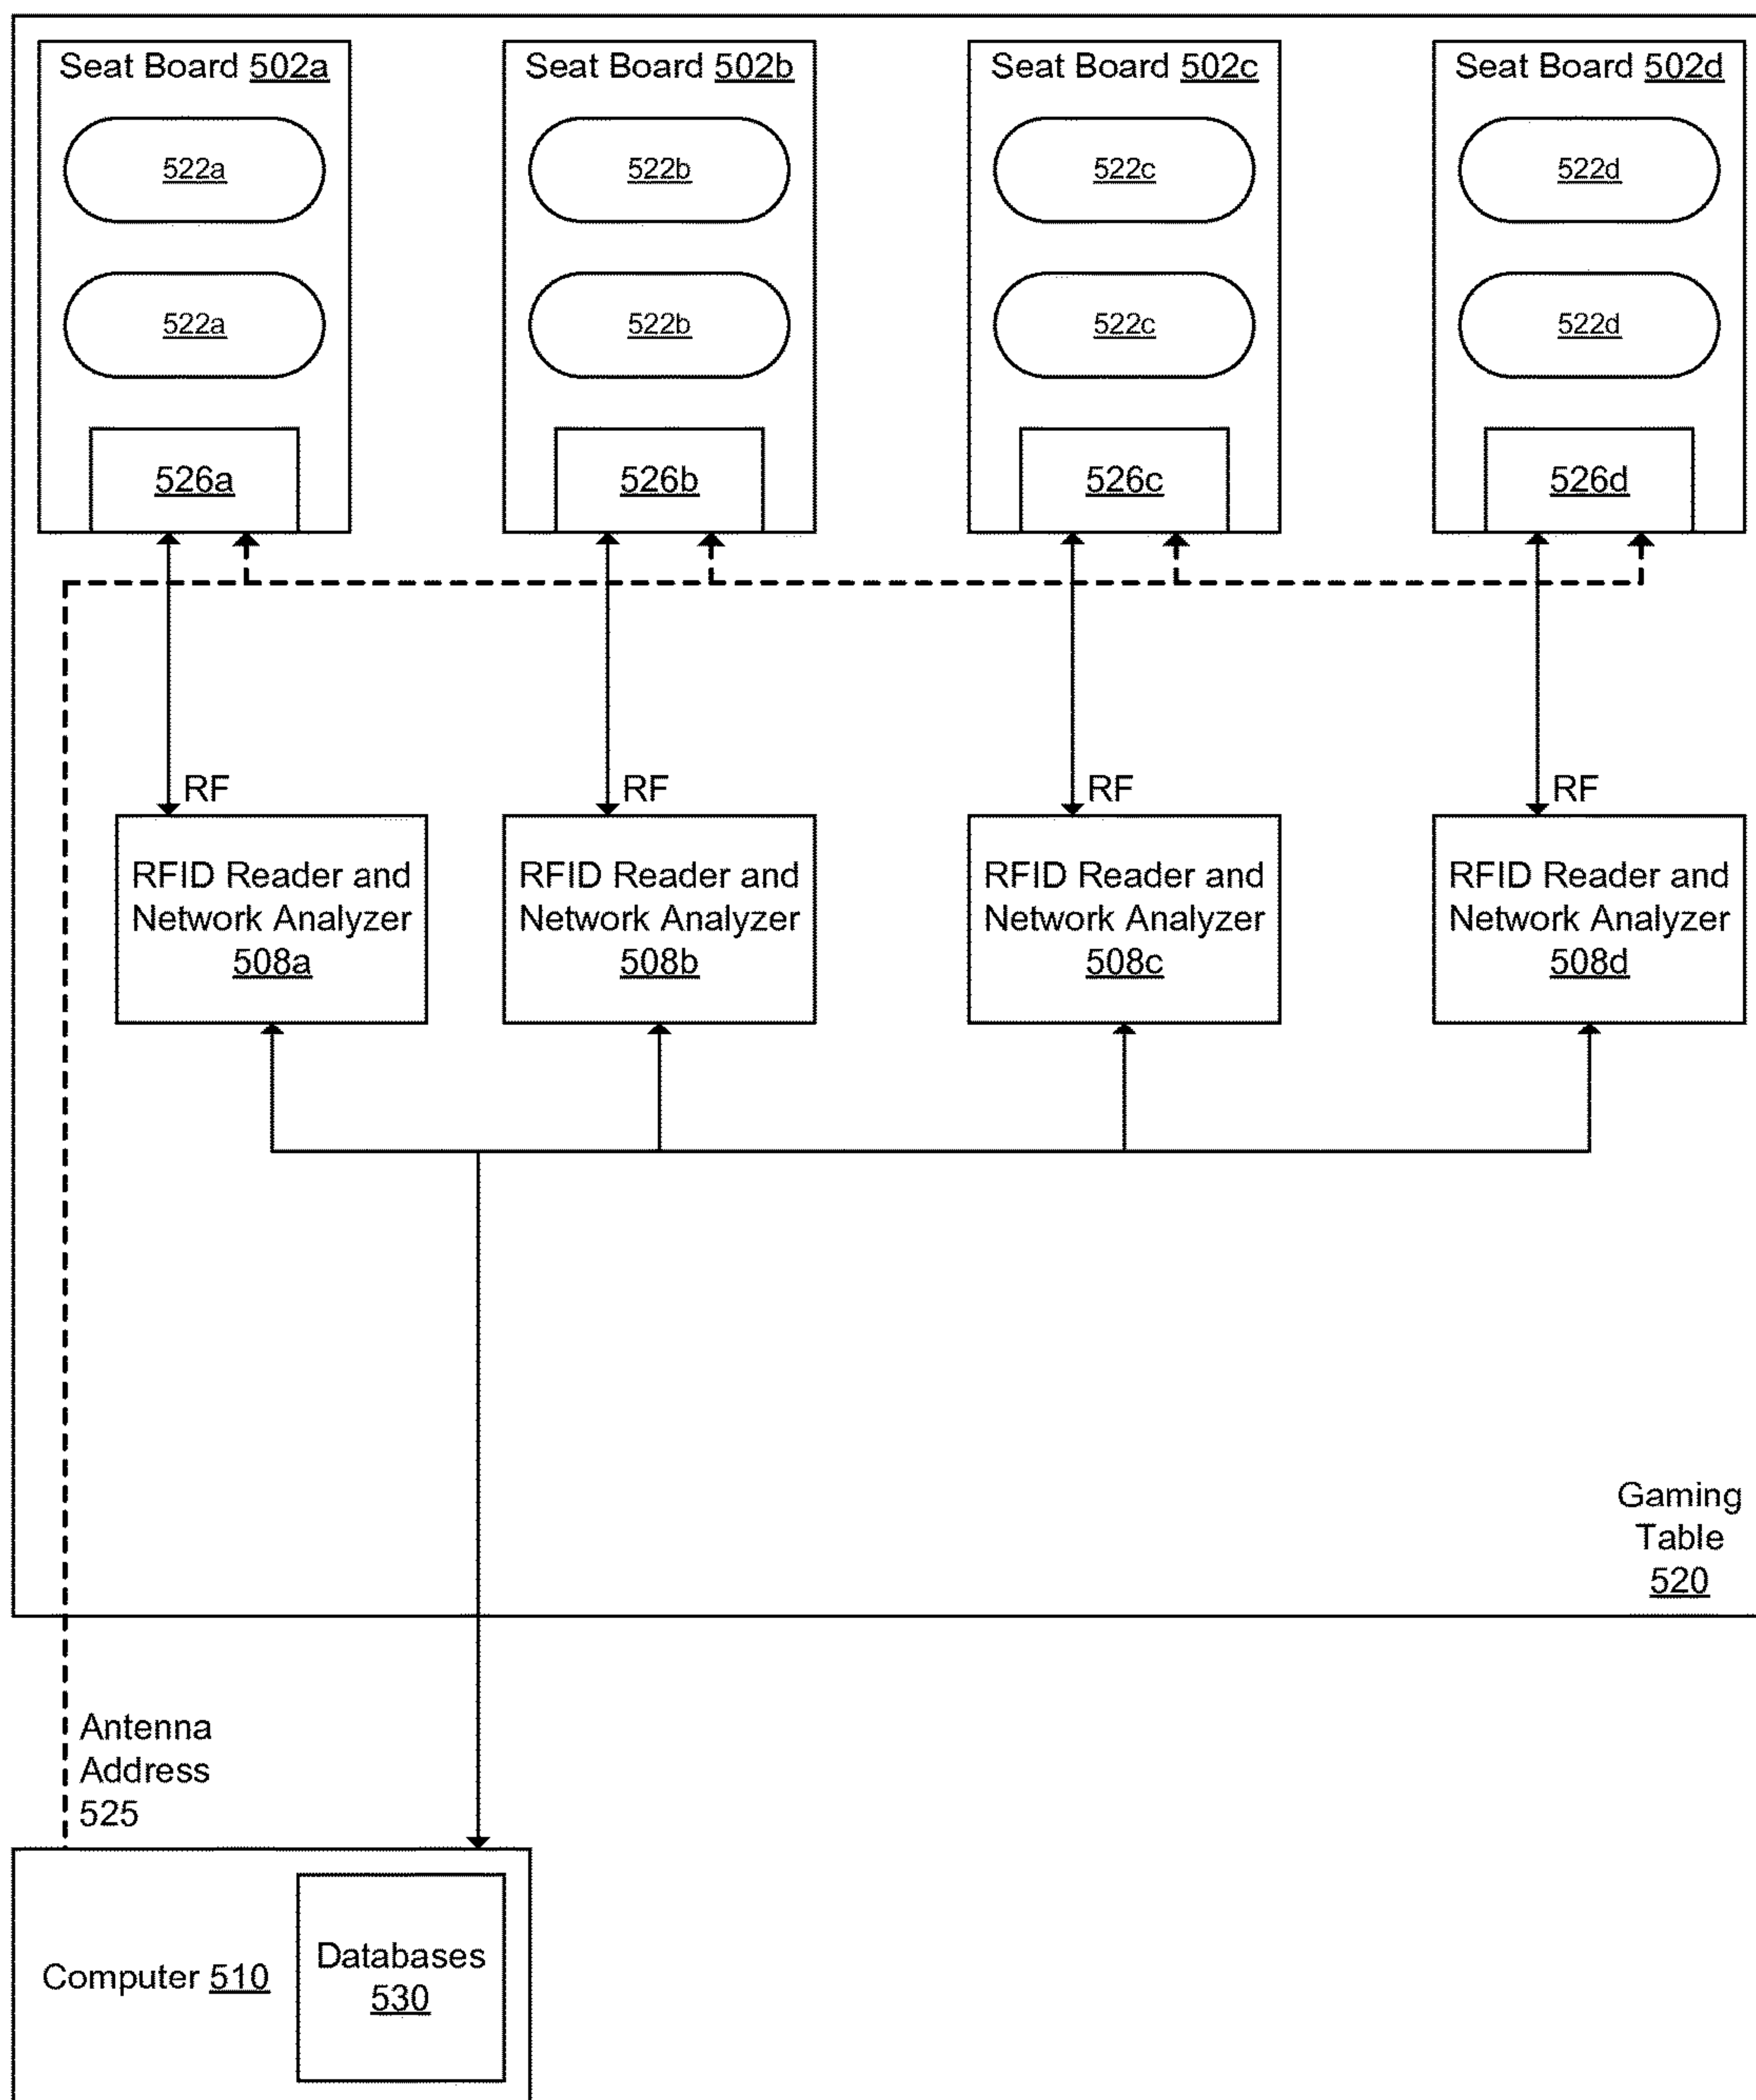 Seat Board 502a
Seat Board 502b
Seat Board 502c
Seat Board 502d
522a
522b
522c
522d
522a
522b
522c
522d
526a
526b
526c
526d
RF
RF
RF
RF
RFID Reader and
Network Analyzer
508a
RFID Reader and
Network Analyzer
508b
RFID Reader and
Network Analyzer
508c
RFID Reader and
Network Analyzer
508d
Gaming
Table
520
Antenna
Address
525
Computer 510
Databases
530